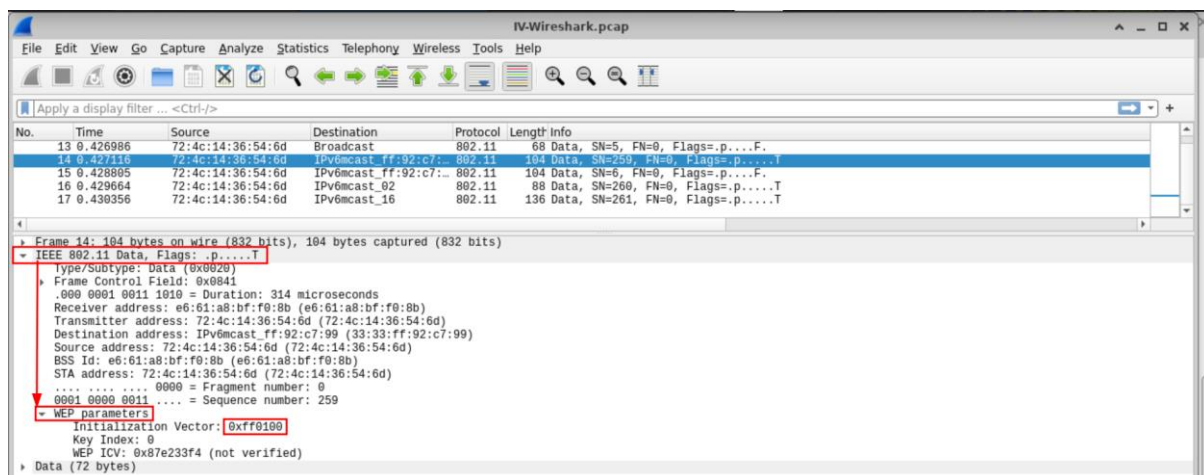 IV-Wireshark.pcap
File Edit View Go Capture Analyze Statistics Telephony Wireless Tools Help
Apply a display filter ... <Ctrl-/>
No. Time Source Destination Protocol Length Info
13 0.426986 72:4c:14:36:54:6d Broadcast 802.11 68 Data, SN=5, FN=0, Flags=.p....F.
14 0.427116 72:4c:14:36:54:6d IPv6mcast_ff:92:c7:… 802.11 104 Data, SN=259, FN=0, Flags=.p.....T
15 0.428805 72:4c:14:36:54:6d IPv6mcast_ff:92:c7:… 802.11 104 Data, SN=6, FN=0, Flags=.p....F.
16 0.429664 72:4c:14:36:54:6d IPv6mcast_02 802.11 88 Data, SN=260, FN=0, Flags=.p.....T
17 0.430356 72:4c:14:36:54:6d IPv6mcast_16 802.11 136 Data, SN=261, FN=0, Flags=.p.....T
Frame 14: 104 bytes on wire (832 bits), 104 bytes captured (832 bits)
IEEE 802.11 Data, Flags: .p.....T
Type/Subtype: Data (0x0020)
Frame Control Field: 0x0841
.000 0001 0011 1010 = Duration: 314 microseconds
Receiver address: e6:61:a8:bf:f0:8b (e6:61:a8:bf:f0:8b)
Transmitter address: 72:4c:14:36:54:6d (72:4c:14:36:54:6d)
Destination address: IPv6mcast_ff:92:c7:99 (33:33:ff:92:c7:99)
Source address: 72:4c:14:36:54:6d (72:4c:14:36:54:6d)
BSS Id: e6:61:a8:bf:f0:8b (e6:61:a8:bf:f0:8b)
STA address: 72:4c:14:36:54:6d (72:4c:14:36:54:6d)
.... .... .... 0000 = Fragment number: 0
0001 0000 0011 .... = Sequence number: 259
WEP parameters
Initialization Vector: 0xff0100
Key Index: 0
WEP ICV: 0x87e233f4 (not verified)
Data (72 bytes)